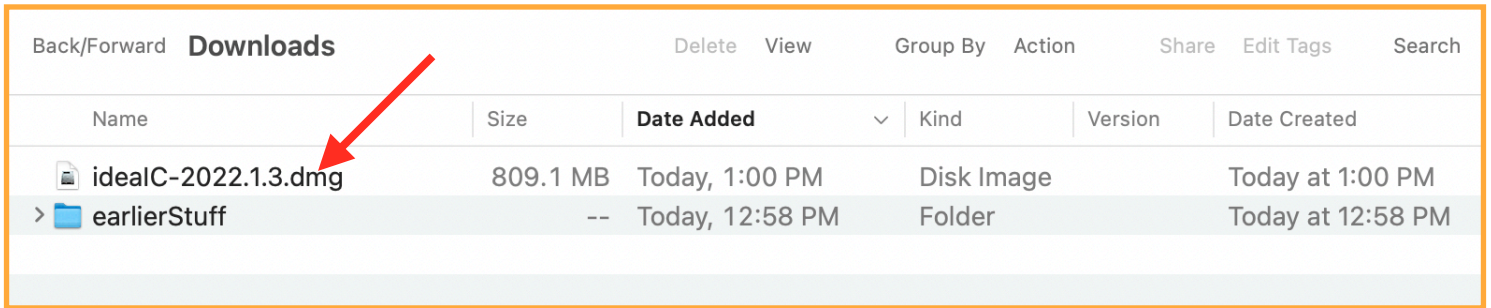 Back/Forward Downloads Delete View Group By Action Share Edit Tags Search
Name Size Date Added Kind Version Date Created
ideaIC-2022.1.3.dmg 809.1 MB Today, 1:00 PM Disk Image Today at 1:00 PM
earlierStuff -- Today, 12:58 PM Folder Today at 12:58 PM